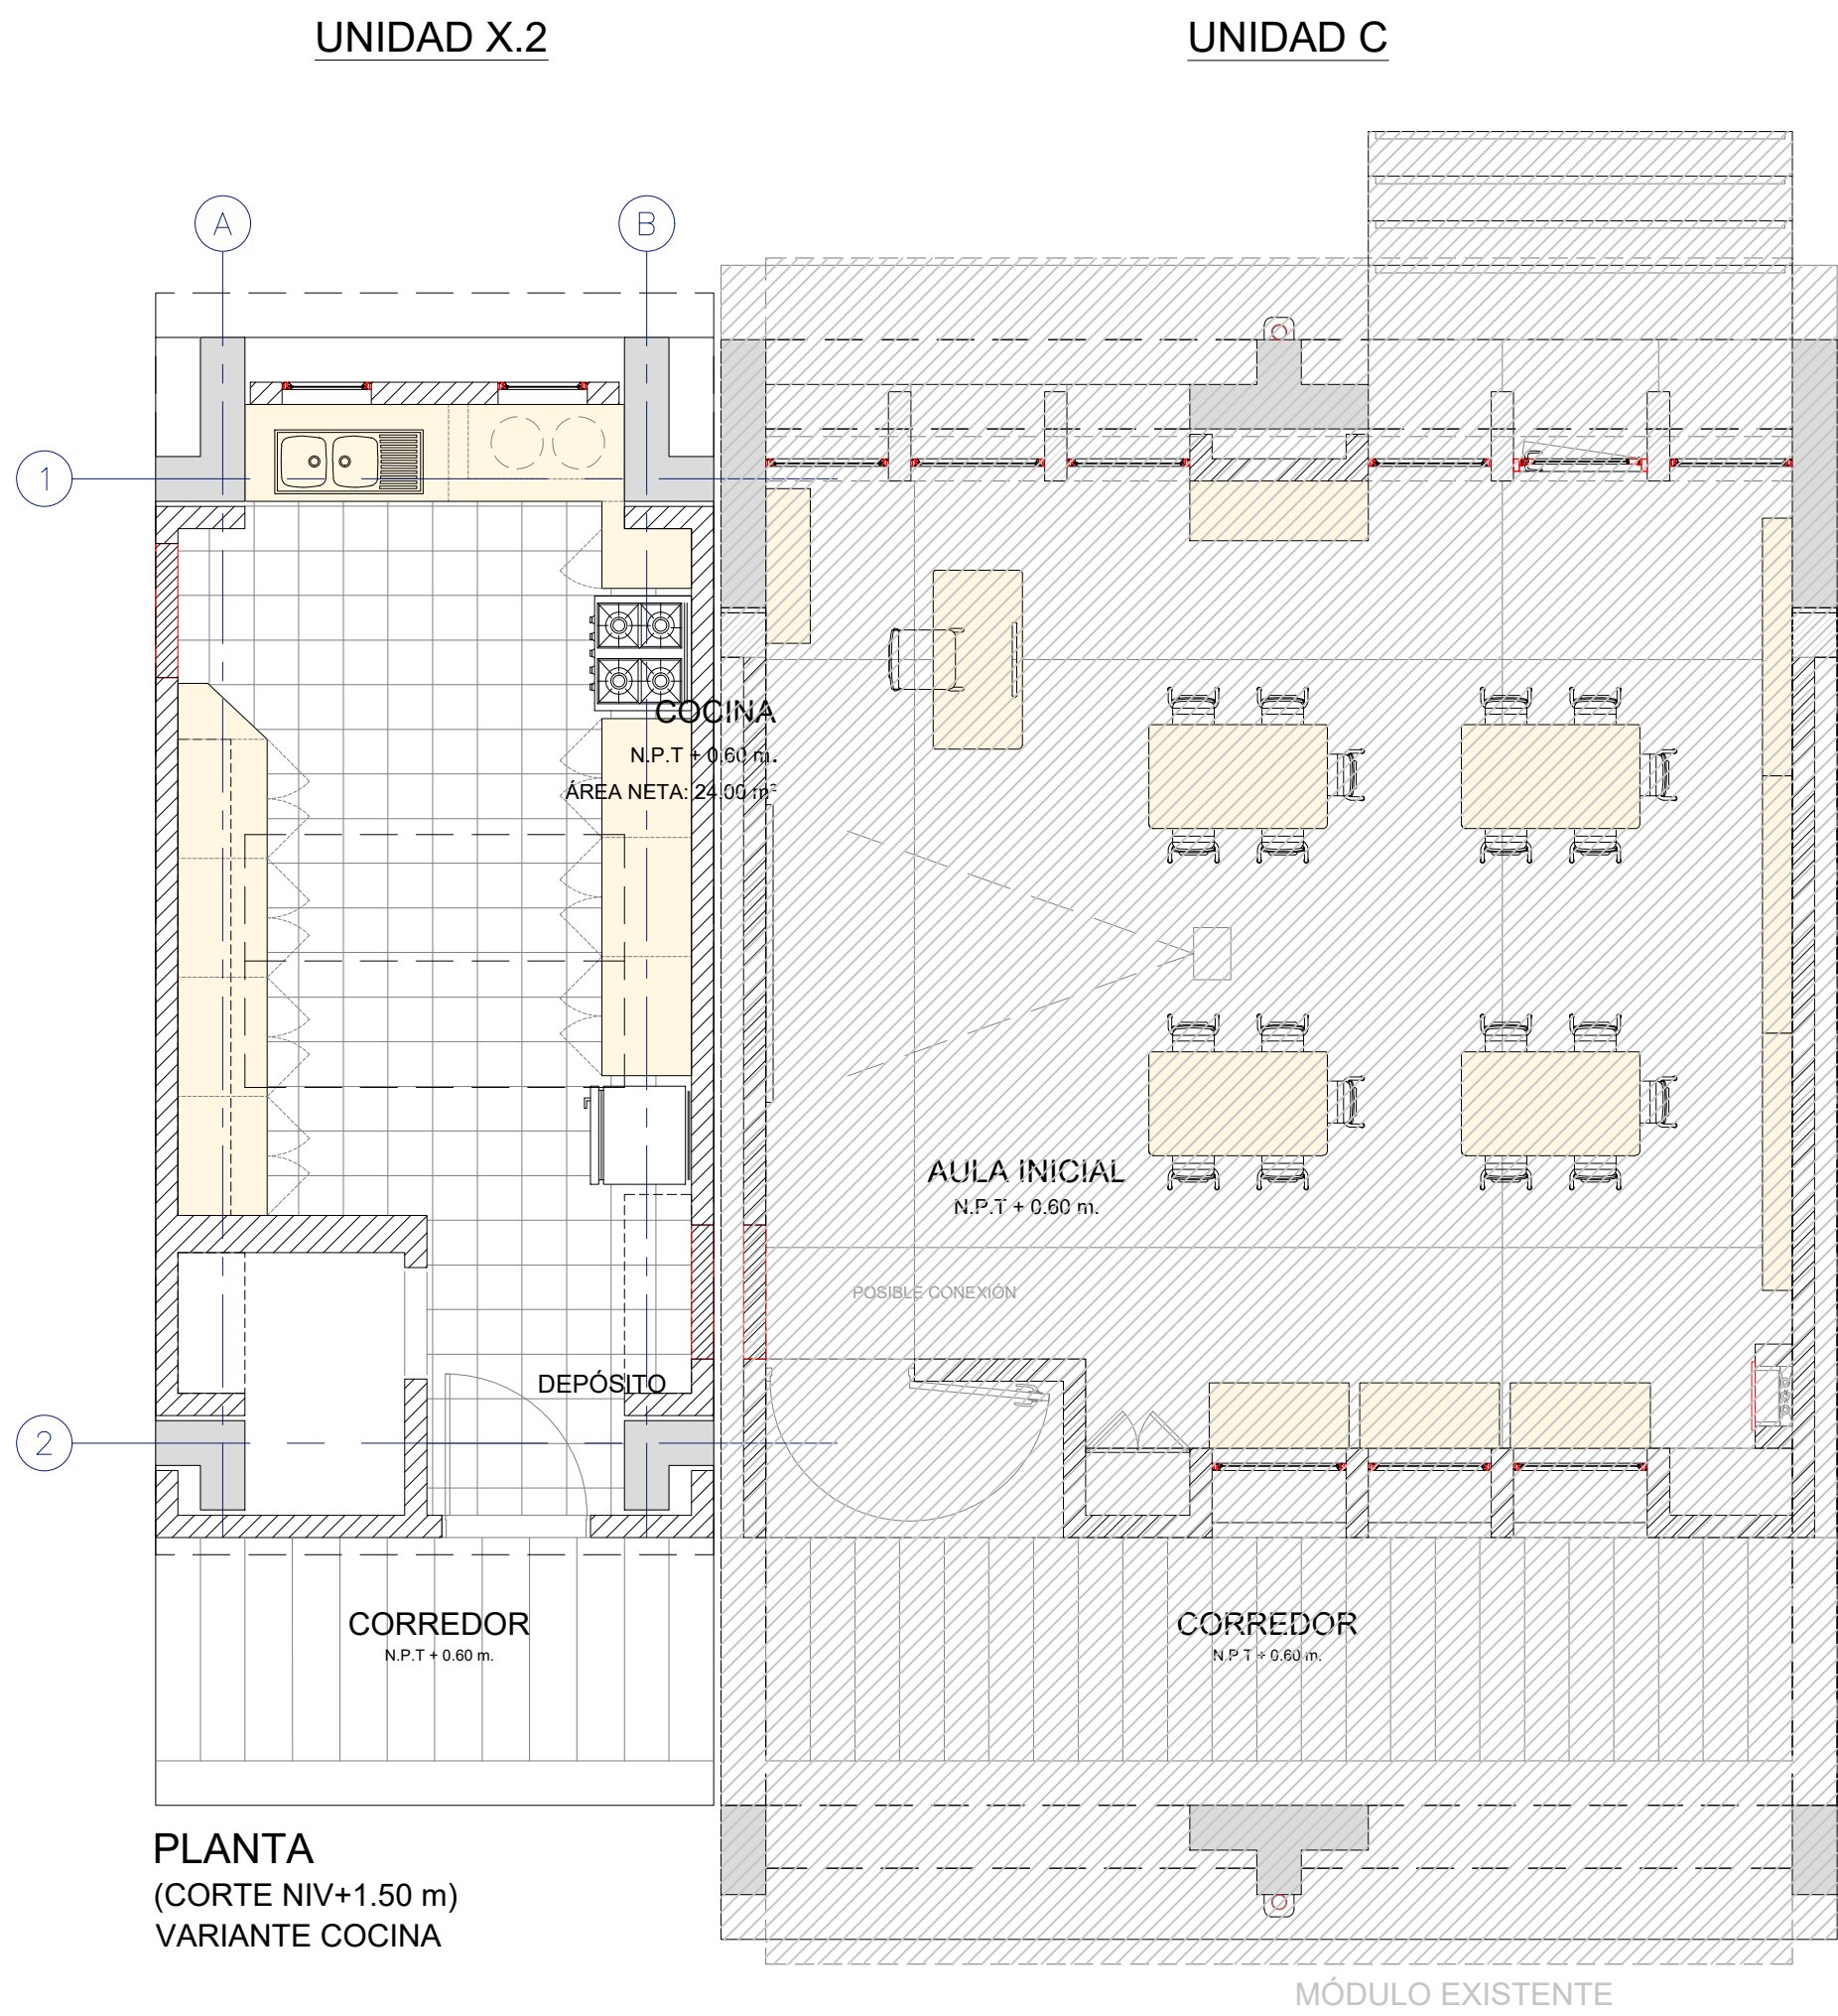 UNIDAD X.2
UNIDAD C
A
B
1
COCINA
N.P.T + 0.60 m.
ÁREA NETA: 24.00 m²
AULA INICIAL
N.P.T + 0.60 m.
POSIBLE CONEXIÓN
DEPÓSITO
2
CORREDOR
N.P.T + 0.60 m.
CORREDOR
N.P.T + 0.60 m.
PLANTA
(CORTE NIV+1.50 m)
VARIANTE COCINA
MÓDULO EXISTENTE